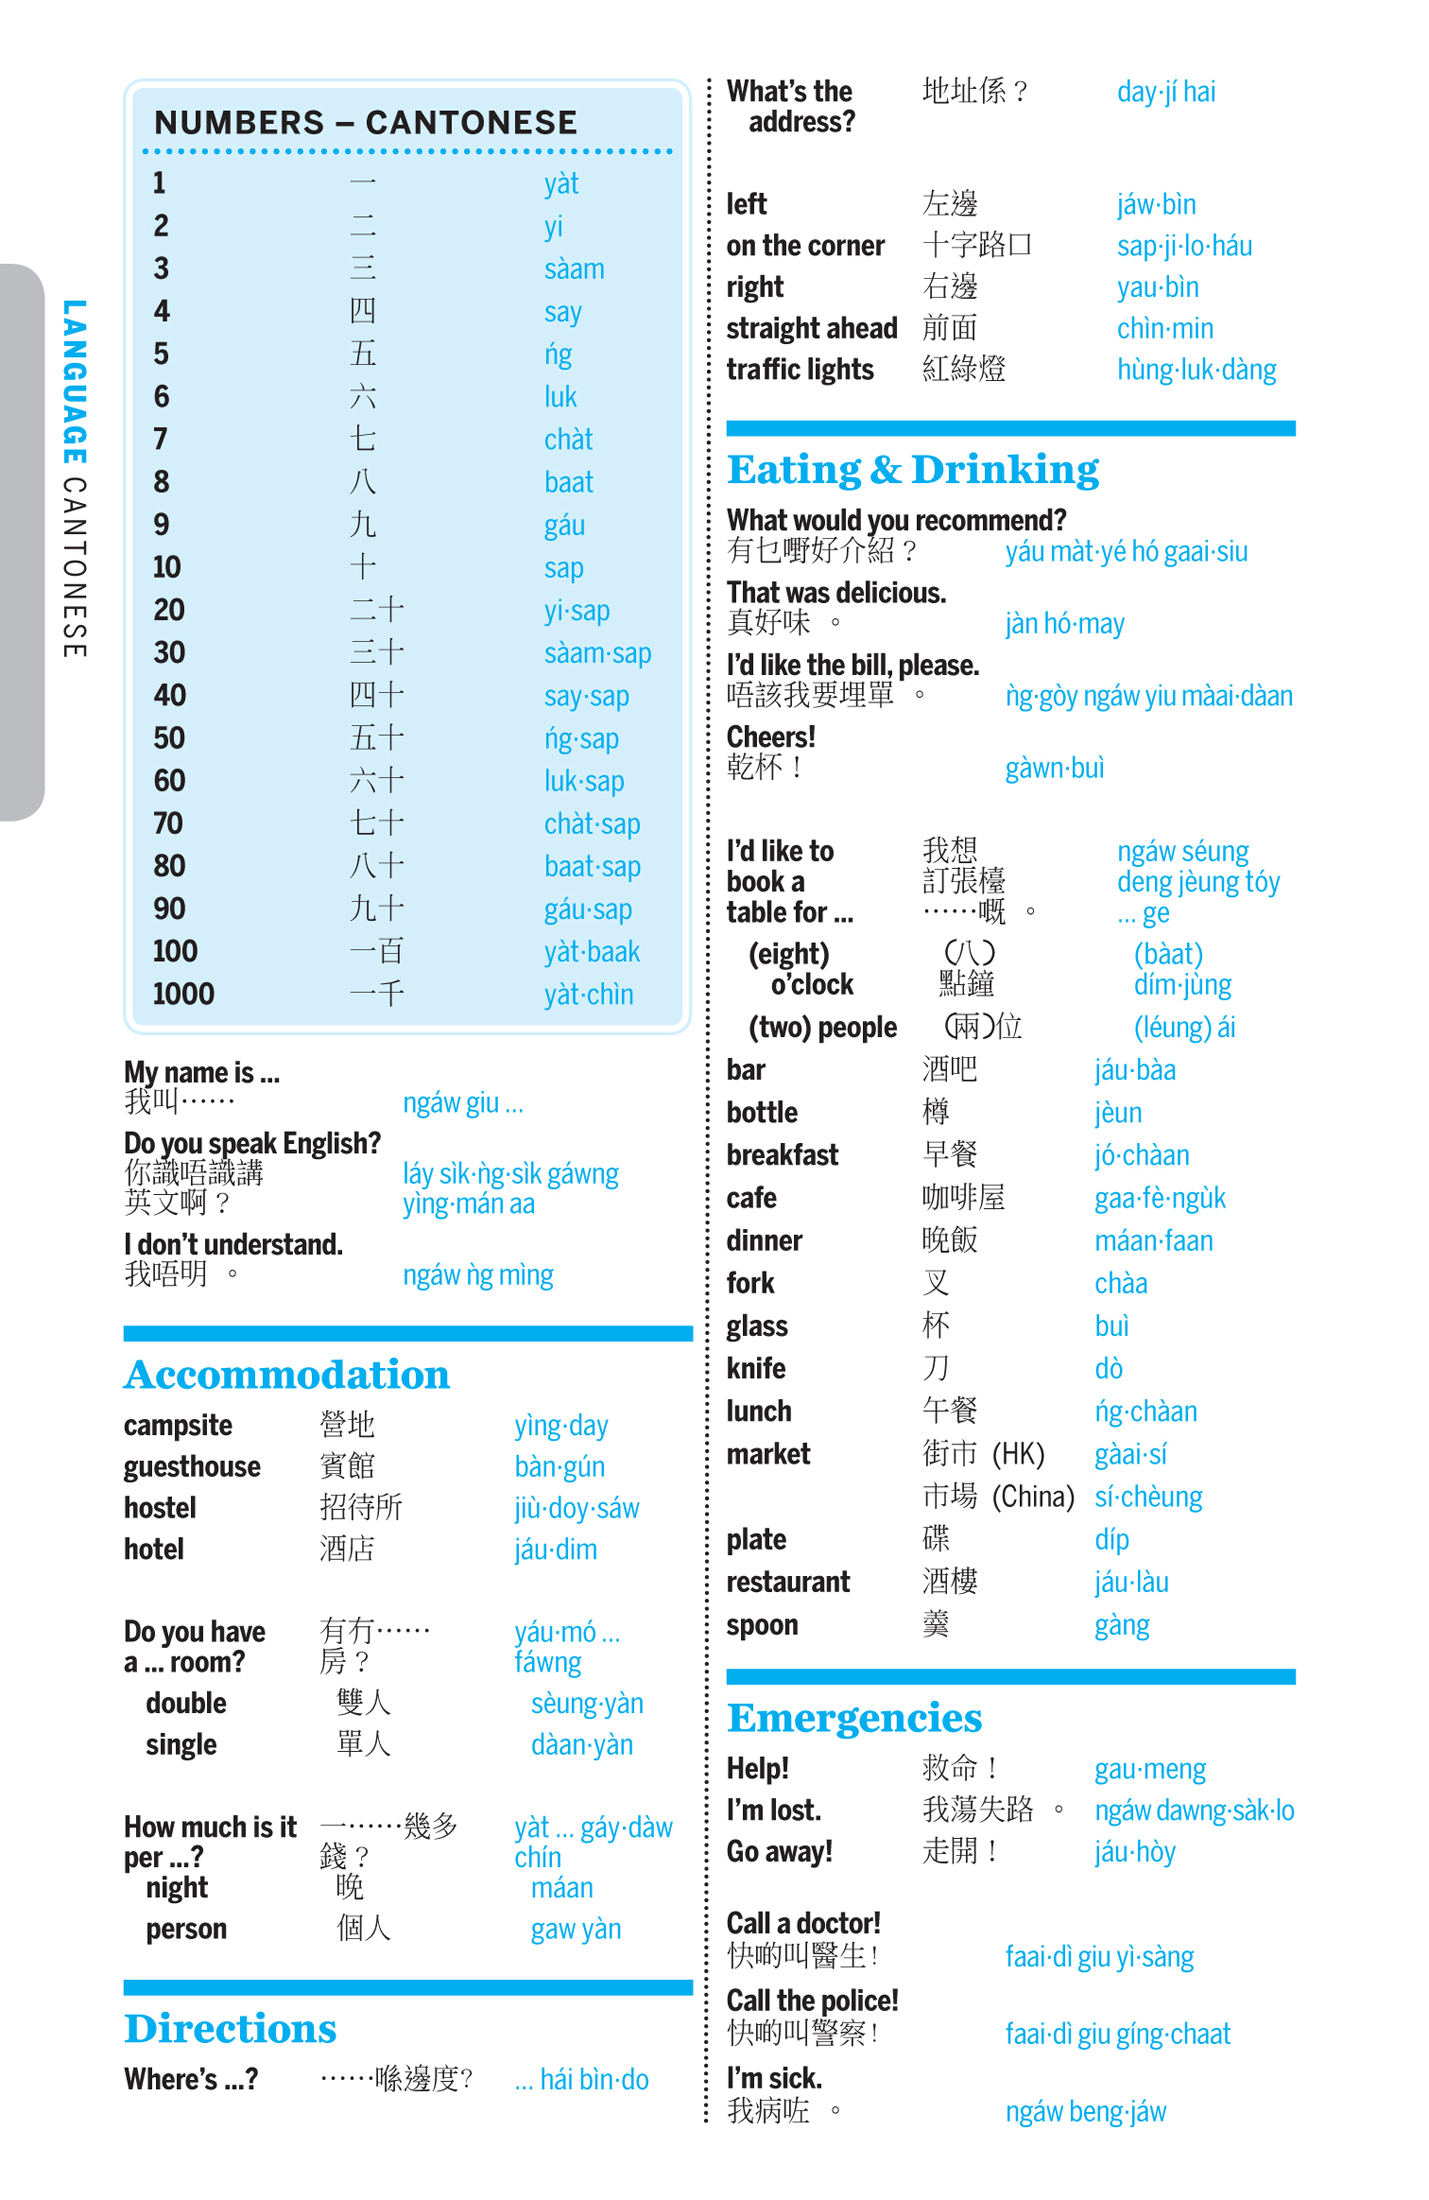 LANGUAGE CANTONESE
NUMBERS – CANTONESE
1 一 yàt
2 二 yi
3 三 sàam
4 四 say
5 五 ńg
6 六 luk
7 七 chàt
8 八 baat
9 九 gáu
10 十 sap
20 二十 yi·sap
30 三十 sàam·sap
40 四十 say·sap
50 五十 ńg·sap
60 六十 luk·sap
70 七十 chàt·sap
80 八十 baat·sap
90 九十 gáu·sap
100 一百 yàt·baak
1000 一千 yàt·chìn
My name is ...
我叫…… ngáw giu ...
Do you speak English?
你識唔識講 láy sìk·ǹg·sìk gáwng
英文啊？ yìng·mán aa
I don't understand.
我唔明。 ngáw ǹg mìng
Accommodation
campsite 營地 yìng·day
guesthouse 賓館 bàn·gún
hostel 招待所 jiù·doy·sáw
hotel 酒店 jáu·dim
Do you have 有冇…… yáu·mó ...
a ... room? 房？ fáwng
double 雙人 sèung·yàn
single 單人 dàan·yàn
How much is it 一……幾多 yàt ... gáy·dàw
per ...? 錢？ chín
night 晚 máan
person 個人 gaw yàn
Directions
Where's ...? ……喺邊度? ... hái bìn·do
What's the 地址係？ day·jí hai
address?
left 左邊 jáw·bìn
on the corner 十字路口 sap·ji·lo·háu
right 右邊 yau·bìn
straight ahead 前面 chìn·min
traffic lights 紅綠燈 hùng·luk·dàng
Eating & Drinking
What would you recommend?
有乜嘢好介紹？ yáu màt·yé hó gaai·siu
That was delicious.
真好味。 jàn hó·may
I'd like the bill, please.
唔該我要埋單。 ǹg·gòy ngáw yiu màai·dàan
Cheers!
乾杯！ gàwn·buì
I'd like to 我想 ngáw séung
book a 訂張檯 deng jèung tóy
table for ... ……嘅。 ... ge
(eight) （八） (bàat)
o'clock 點鐘 dím·jùng
(two) people （兩）位 (léung) ái
bar 酒吧 jáu·bàa
bottle 樽 jèun
breakfast 早餐 jó·chàan
cafe 咖啡屋 gaa·fè·ngùk
dinner 晚飯 máan·faan
fork 叉 chàa
glass 杯 buì
knife 刀 dò
lunch 午餐 ńg·chàan
market 街市 (HK) gàai·sí
市場 (China) sí·chèung
plate 碟 díp
restaurant 酒樓 jáu·làu
spoon 羹 gàng
Emergencies
Help! 救命！ gau·meng
I'm lost. 我蕩失路。 ngáw dawng·sàk·lo
Go away! 走開！ jáu·hòy
Call a doctor!
快啲叫醫生! faai·dì giu yì·sàng
Call the police!
快啲叫警察! faai·dì giu gíng·chaat
I'm sick.
我病咗。 ngáw beng·jáw